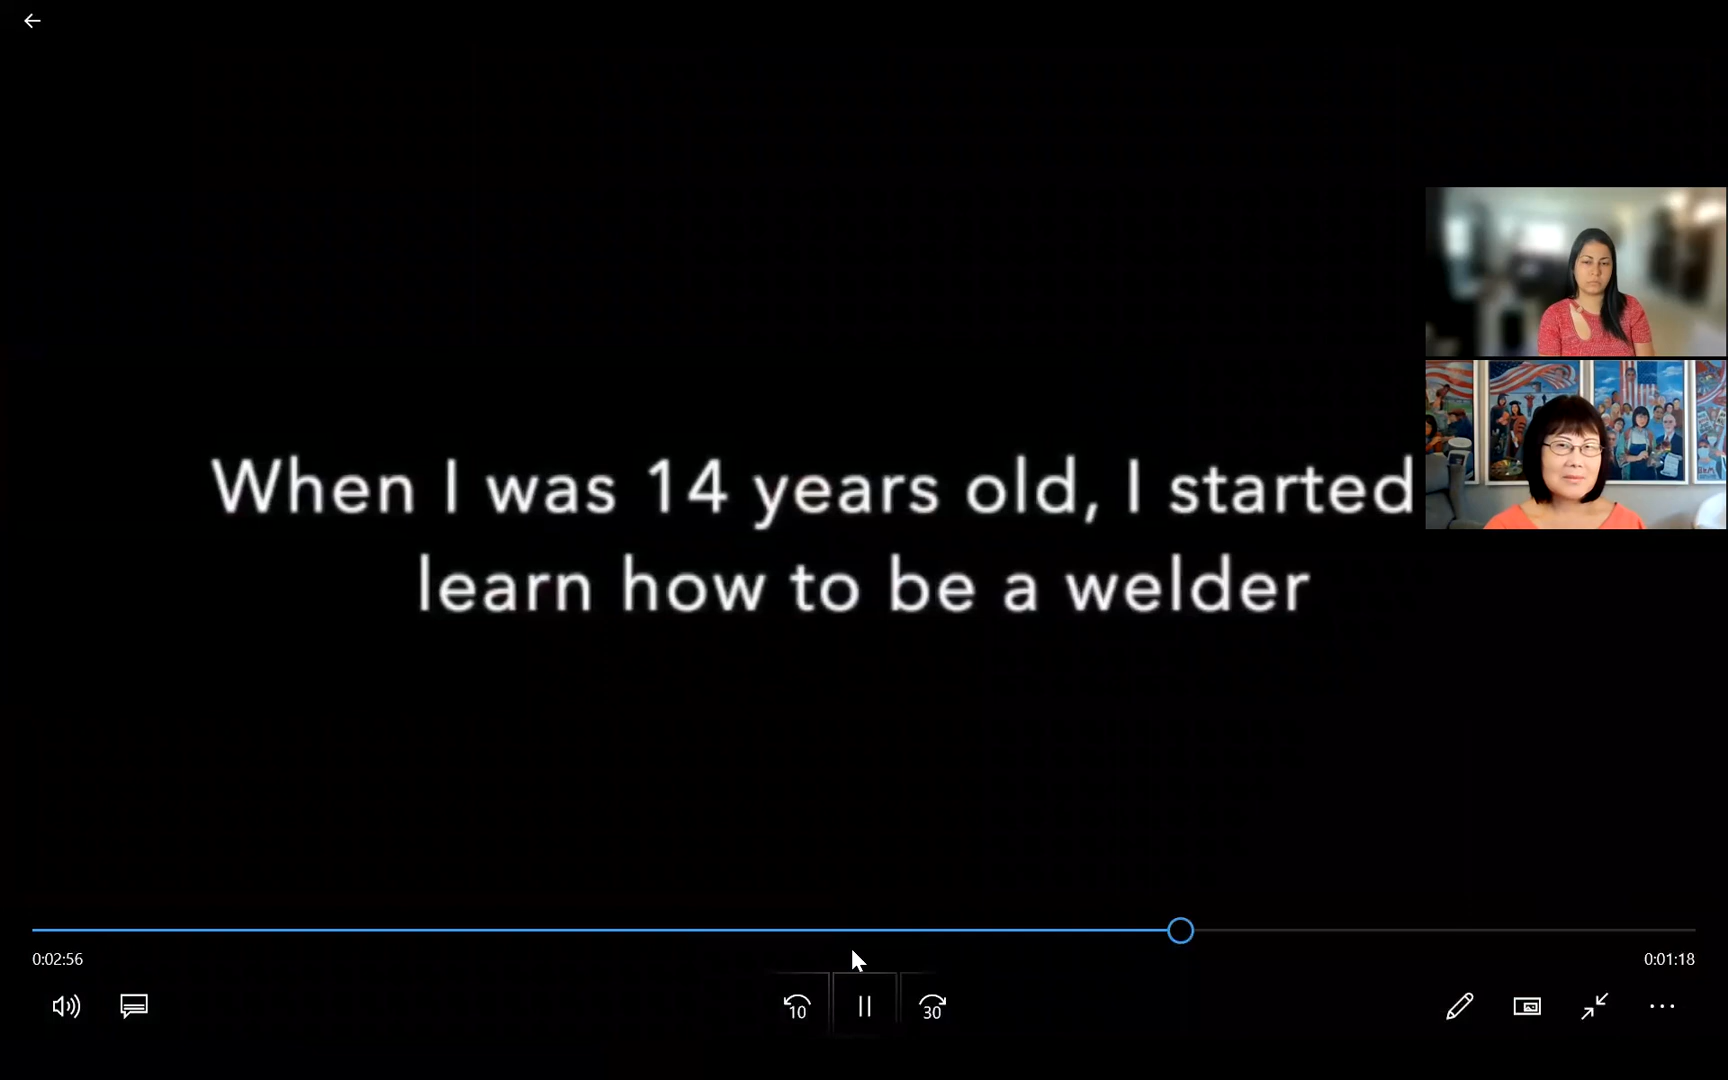 When I was 14 years old, I started
learn how to be a welder
0:02:56
0:01:18
10
30